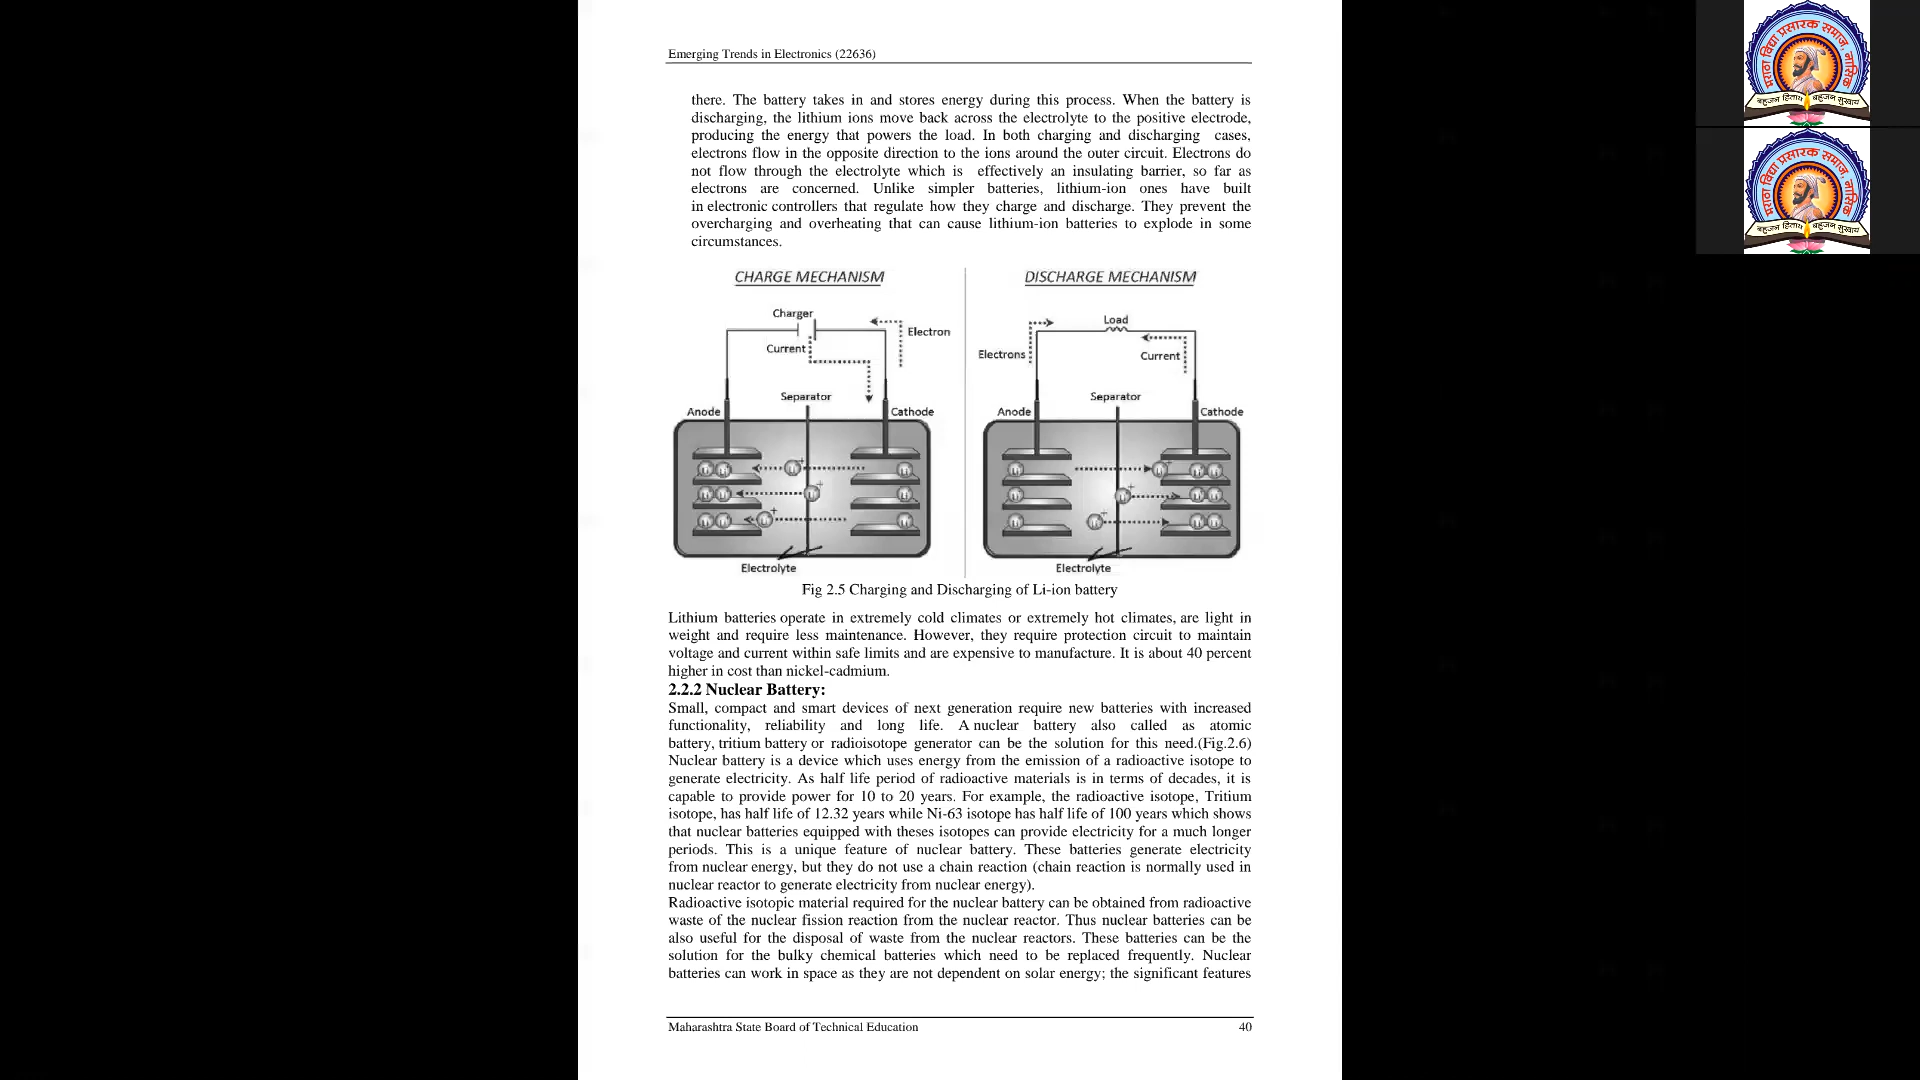 Emerging Trends in Electronics (22636)
there. The battery takes in and stores energy during this process. When the battery is
discharging, the lithium ions move back across the electrolyte to the positive electrode,
producing the energy that powers the load. In both charging and discharging cases,
electrons flow in the opposite direction to the ions around the outer circuit. Electrons do
not flow through the electrolyte which is effectively an insulating barrier, so far as
electrons are concerned. Unlike simpler batteries, lithium-ion ones have built
in electronic controllers that regulate how they charge and discharge. They prevent the
overcharging and overheating that can cause lithium-ion batteries to explode in some
circumstances.
CHARGE MECHANISM
Charger
Electron
Current
Separator
Anode
Cathode
Electrolyte
DISCHARGE MECHANISM
Load
Electrons
Current
Separator
Anode
Cathode
Electrolyte
Fig 2.5 Charging and Discharging of Li-ion battery
Lithium batteries operate in extremely cold climates or extremely hot climates, are light in
weight and require less maintenance. However, they require protection circuit to maintain
voltage and current within safe limits and are expensive to manufacture. It is about 40 percent
higher in cost than nickel-cadmium.
2.2.2 Nuclear Battery:
Small, compact and smart devices of next generation require new batteries with increased
functionality, reliability and long life. A nuclear battery also called as atomic
battery, tritium battery or radioisotope generator can be the solution for this need.(Fig.2.6)
Nuclear battery is a device which uses energy from the emission of a radioactive isotope to
generate electricity. As half life period of radioactive materials is in terms of decades, it is
capable to provide power for 10 to 20 years. For example, the radioactive isotope, Tritium
isotope, has half life of 12.32 years while Ni-63 isotope has half life of 100 years which shows
that nuclear batteries equipped with theses isotopes can provide electricity for a much longer
periods. This is a unique feature of nuclear battery. These batteries generate electricity
from nuclear energy, but they do not use a chain reaction (chain reaction is normally used in
nuclear reactor to generate electricity from nuclear energy).
Radioactive isotopic material required for the nuclear battery can be obtained from radioactive
waste of the nuclear fission reaction from the nuclear reactor. Thus nuclear batteries can be
also useful for the disposal of waste from the nuclear reactors. These batteries can be the
solution for the bulky chemical batteries which need to be replaced frequently. Nuclear
batteries can work in space as they are not dependent on solar energy; the significant features
Maharashtra State Board of Technical Education 40
मराठा विद्या प्रसारक समाज, नाशिक
बहुजन हिताय बहुजन सुखाय
मराठा विद्या प्रसारक समाज, नाशिक
बहुजन हिताय बहुजन सुखाय